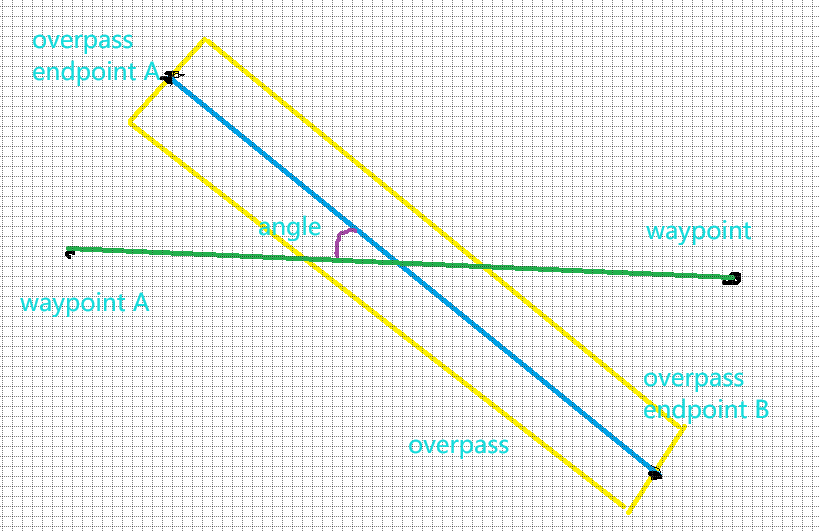 overpass
endpoint A
angle
waypoint
waypoint A
overpass
endpoint B
overpass